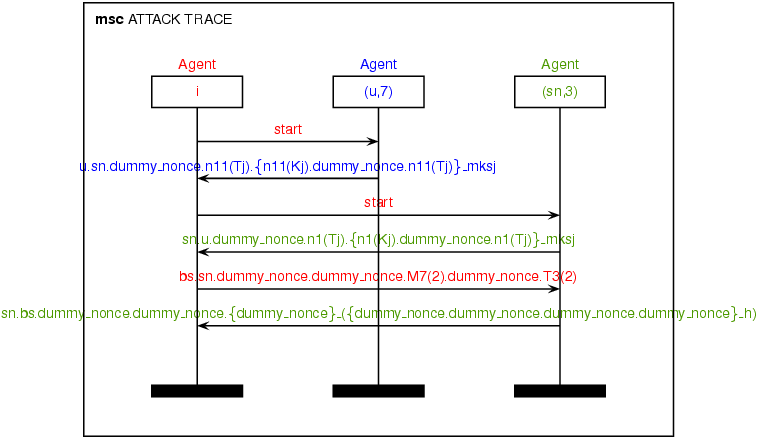 msc ATTACK TRACE
Agent Agent Agent
i (u,7) (sn,3)
start
u.sn.dummy_nonce.n11(Tj).{n11(Kj).dummy_nonce.n11(Tj)}_mksj
start
sn.u.dummy_nonce.n1(Tj).{n1(Kj).dummy_nonce.n1(Tj)}_mksj
bs.sn.dummy_nonce.dummy_nonce.M7(2).dummy_nonce.T3(2)
sn.bs.dummy_nonce.dummy_nonce.{dummy_nonce}_({dummy_nonce.dummy_nonce.dummy_nonce.dummy_nonce}_h)